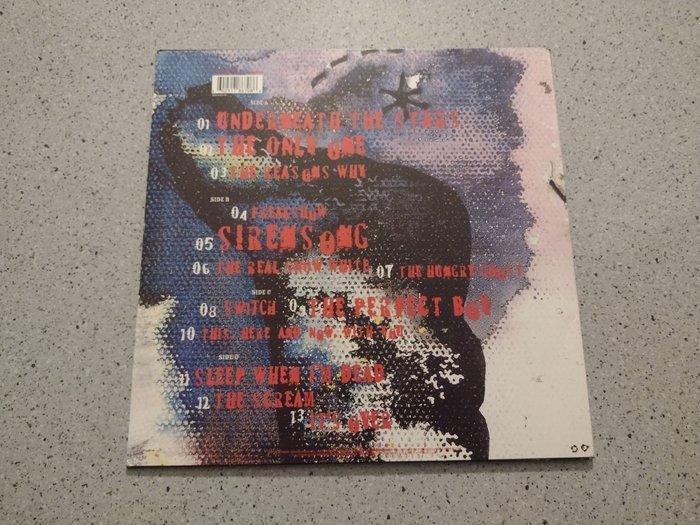 SIDE A
01 UNDERNEATH THE STARS
02 THE ONLY ONE
03 THE REASONS WHY
SIDE B
04 FREAKSHOW
05 SIRENSONG
06 THE REAL SNOW WHITE 07 THE HUNGRY GHOST
SIDE C
08 SWITCH 09 THE PERFECT BOY
10 THIS. HERE AND NOW. WITH YOU
SIDE D
11 SLEEP WHEN I'M DEAD
12 THE SCREAM
13 IT'S OVER